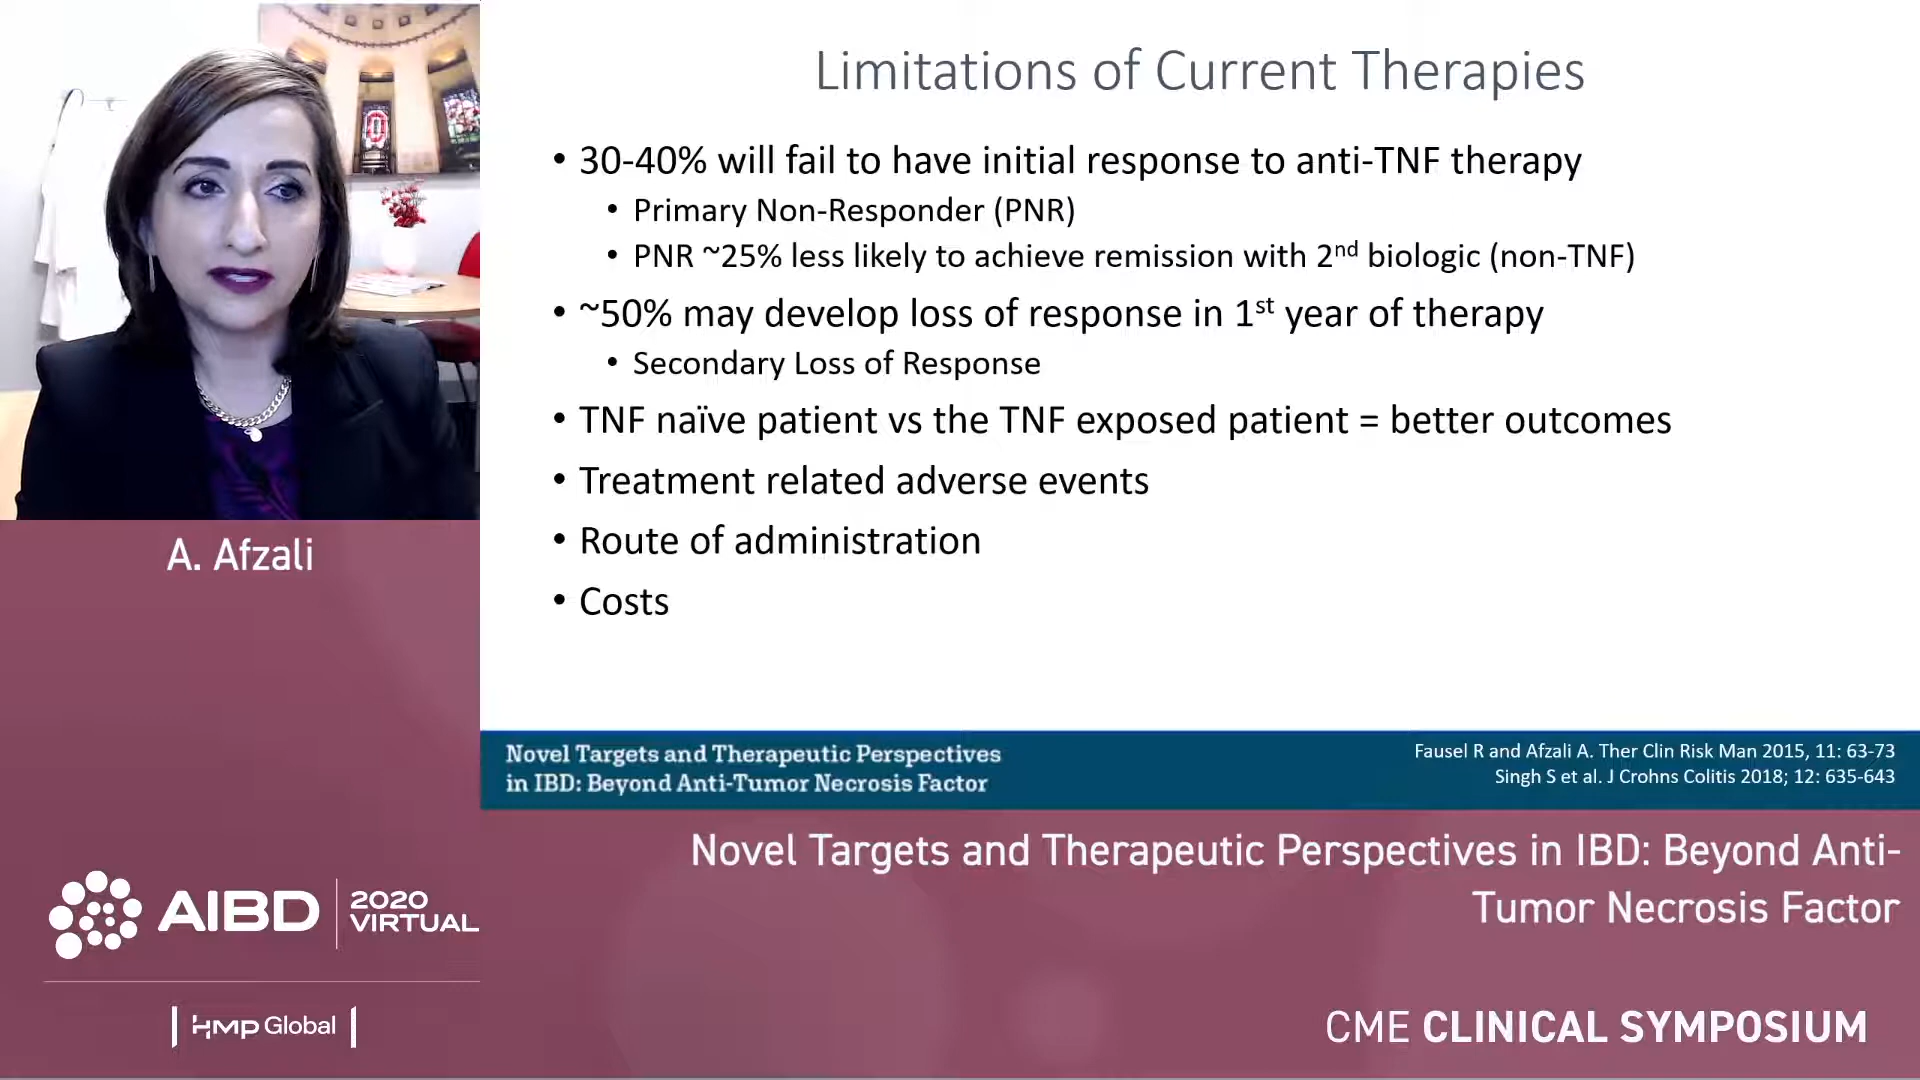 Limitations of Current Therapies
• 30-40% will fail to have initial response to anti-TNF therapy
• Primary Non-Responder (PNR)
• PNR ~25% less likely to achieve remission with 2nd biologic (non-TNF)
• ~50% may develop loss of response in 1st year of therapy
• Secondary Loss of Response
• TNF naïve patient vs the TNF exposed patient = better outcomes
• Treatment related adverse events
• Route of administration
• Costs
O
A. Afzali
Novel Targets and Therapeutic Perspectives
in IBD: Beyond Anti-Tumor Necrosis Factor
Fausel R and Afzali A. Ther Clin Risk Man 2015, 11: 63-73
Singh S et al. J Crohns Colitis 2018; 12: 635-643
Novel Targets and Therapeutic Perspectives in IBD: Beyond Anti-
Tumor Necrosis Factor
AIBD
2020
VIRTUAL
HMP Global
CME CLINICAL SYMPOSIUM